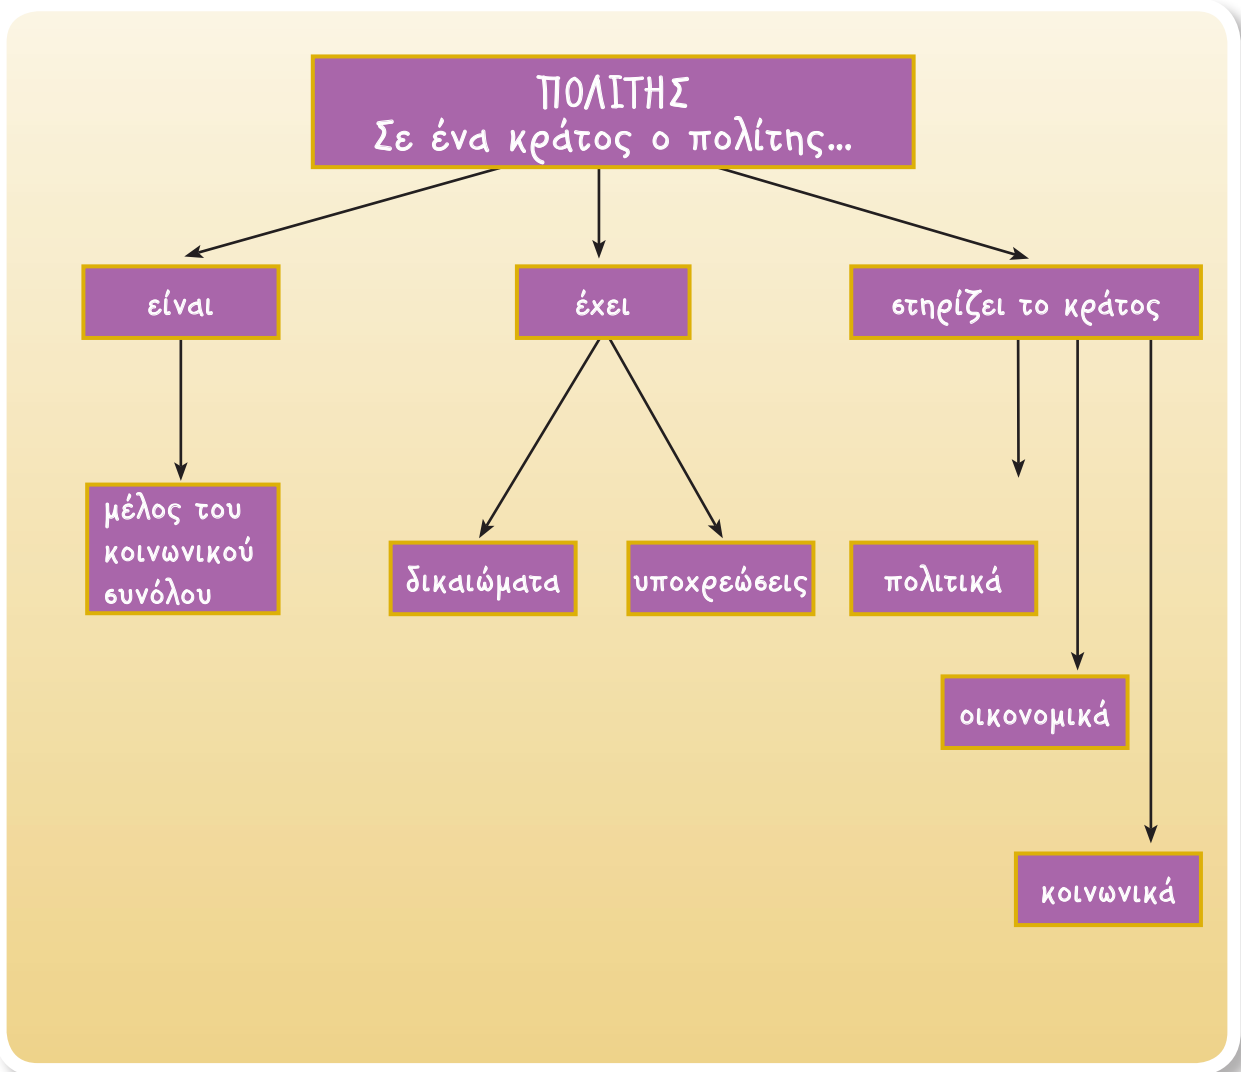 ΠΟΛΙΤΗΣ
Σε ένα κράτος ο πολίτης...
είναι
έχει
στηρίζει το κράτος
μέλος του
κοινωνικού
συνόλου
δικαιώματα
υποχρεώσεις
πολιτικά
οικονομικά
κοινωνικά